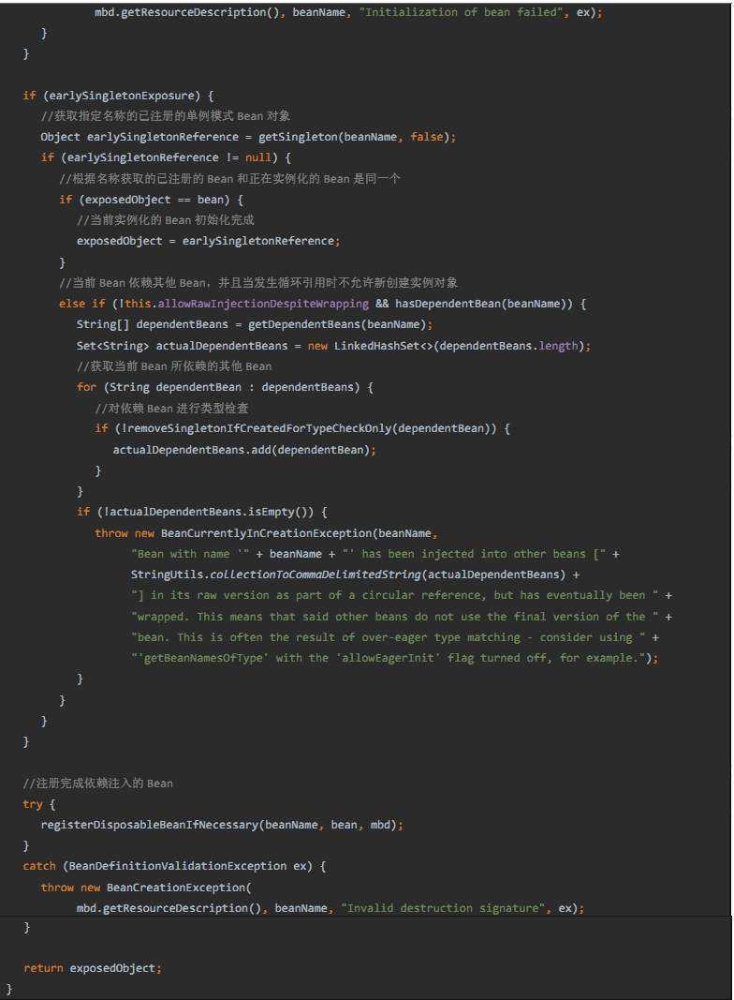 mbd.getResourceDescription(), beanName, "Initialization of bean failed", ex);
}
}
if (earlySingletonExposure) {
//获取指定名称的已注册的单例模式 Bean 对象
Object earlySingletonReference = getSingleton(beanName, false);
if (earlySingletonReference != null) {
//根据名称获取的已注册的 Bean 和正在实例化的 Bean 是同一个
if (exposedObject == bean) {
//当前实例化的 Bean 初始化完成
exposedObject = earlySingletonReference;
}
//当前 Bean 依赖其他 Bean，并且当发生循环引用时不允许新创建实例对象
else if (!this.allowRawInjectionDespiteWrapping && hasDependentBean(beanName)) {
String[] dependentBeans = getDependentBeans(beanName);
Set<String> actualDependentBeans = new LinkedHashSet<>(dependentBeans.length);
//获取当前 Bean 所依赖的其他 Bean
for (String dependentBean : dependentBeans) {
//对依赖 Bean 进行类型检查
if (!removeSingletonIfCreatedForTypeCheckOnly(dependentBean)) {
actualDependentBeans.add(dependentBean);
}
}
if (!actualDependentBeans.isEmpty()) {
throw new BeanCurrentlyInCreationException(beanName,
"Bean with name '" + beanName + "' has been injected into other beans [" +
StringUtils.collectionToCommaDelimitedString(actualDependentBeans) +
"] in its raw version as part of a circular reference, but has eventually been " +
"wrapped. This means that said other beans do not use the final version of the " +
"bean. This is often the result of over-eager type matching - consider using " +
"'getBeanNamesOfType' with the 'allowEagerInit' flag turned off, for example.");
}
}
}
}
//注册完成依赖注入的 Bean
try {
registerDisposableBeanIfNecessary(beanName, bean, mbd);
}
catch (BeanDefinitionValidationException ex) {
throw new BeanCreationException(
mbd.getResourceDescription(), beanName, "Invalid destruction signature", ex);
}
return exposedObject;
}